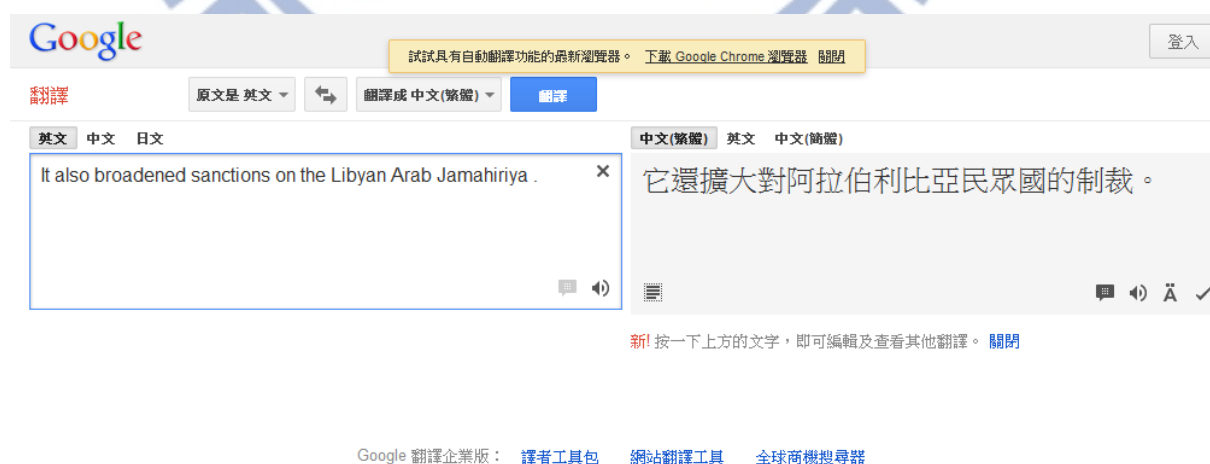 Google
試試具有自動翻譯功能的最新瀏覽器。 下載 Google Chrome 瀏覽器 關閉
登入
翻譯
原文是 英文
翻譯成 中文(繁體)
翻譯
英文 中文 日文
中文(繁體) 英文 中文(簡體)
It also broadened sanctions on the Libyan Arab Jamahiriya .
它還擴大對阿拉伯利比亞民眾國的制裁。
Ä
新! 按一下上方的文字,即可編輯及查看其他翻譯。 關閉
Google 翻譯企業版: 譯者工具包 網站翻譯工具 全球商機搜尋器